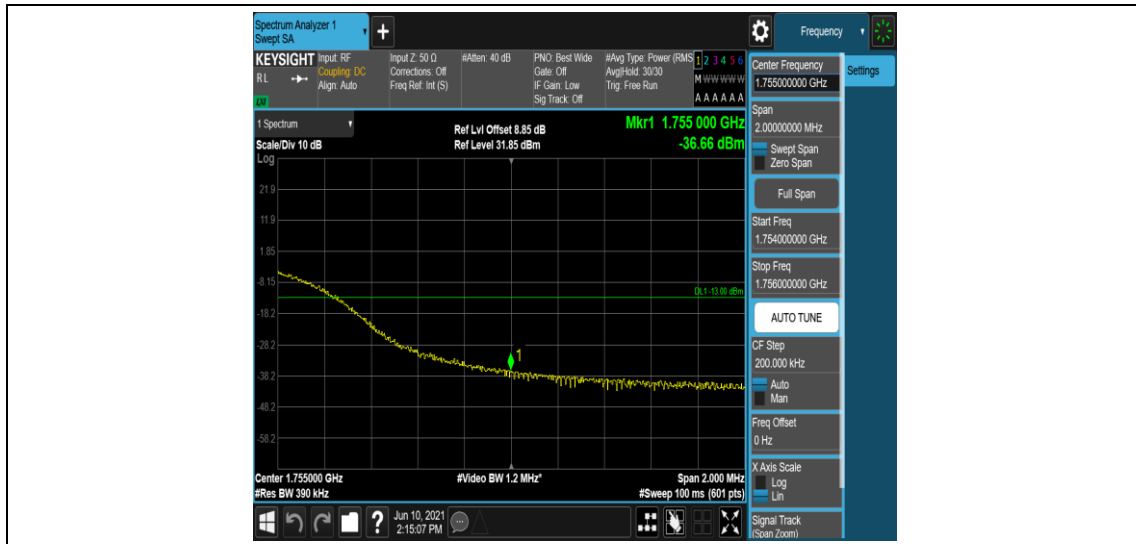 Spectrum Analyzer 1
Swept SA
+
Frequency
KEYSIGHT
RL
LXI
Input: RF
Coupling: DC
Align: Auto
Input Z: 50 Ω
Corrections: Off
Freq Ref: Int (S)
#Atten: 40 dB
PNO: Best Wide
Gate: Off
IF Gain: Low
Sig Track: Off
#Avg Type: Power (RMS
Avg|Hold: 30/30
Trig: Free Run
1 2 3 4 5 6
M W W W W W
A A A A A A
1 Spectrum
Scale/Div 10 dB
Log
Ref Lvl Offset 8.85 dB
Ref Level 31.85 dBm
Mkr1 1.755 000 GHz
-36.66 dBm
21.9
11.9
1.85
-8.15
-18.2
-28.2
-38.2
-48.2
-58.2
DL1 -13.00 dBm
1
Center 1.755000 GHz
#Res BW 390 kHz
#Video BW 1.2 MHz*
Span 2.000 MHz
#Sweep 100 ms (601 pts)
Center Frequency
1.755000000 GHz
Settings
Span
2.00000000 MHz
Swept Span
Zero Span
Full Span
Start Freq
1.754000000 GHz
Stop Freq
1.756000000 GHz
AUTO TUNE
CF Step
200.000 kHz
Auto
Man
Freq Offset
0 Hz
X Axis Scale
Log
Lin
Signal Track
(Span Zoom)
?
Jun 10, 2021
2:15:07 PM